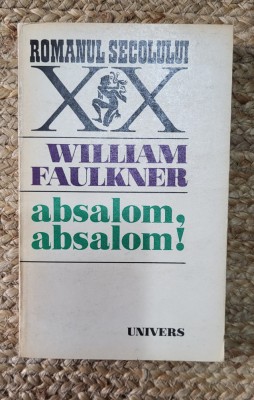 ROMANUL SECOLULUI
XX
WILLIAM
FAULKNER
absalom,
absalom!
UNIVERS